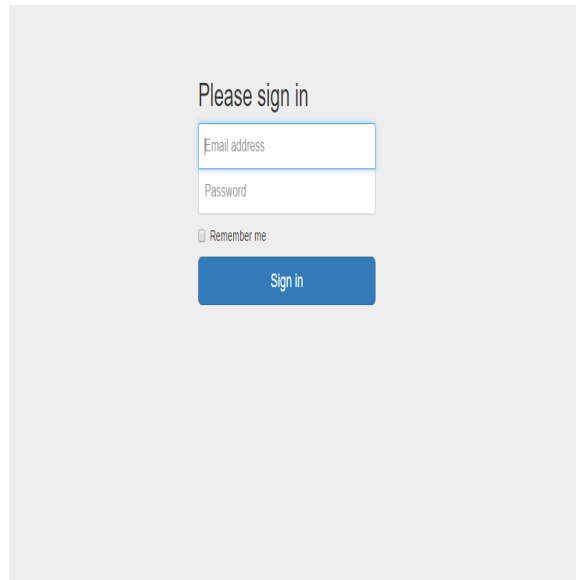 Please sign in
Email address
Password
Remember me
Sign in